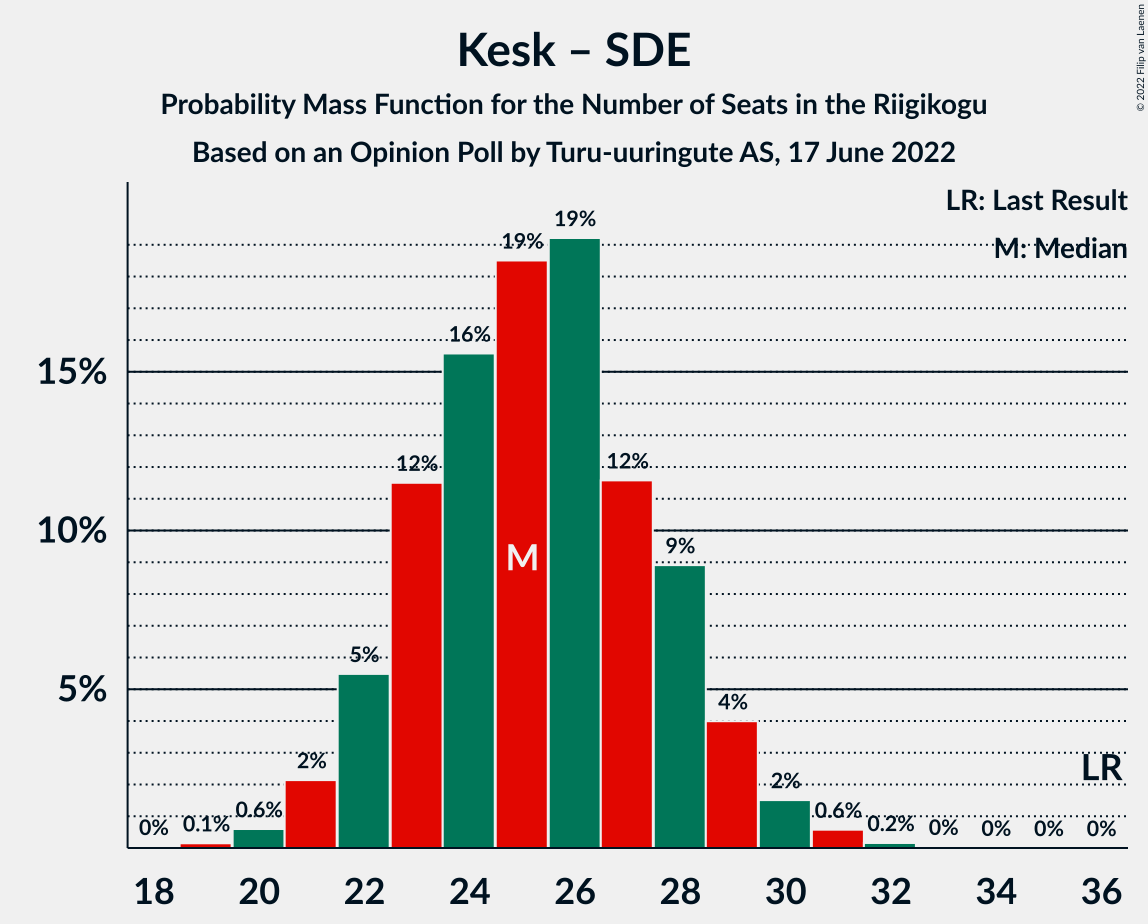 Kesk – SDE
Probability Mass Function for the Number of Seats in the Riigikogu
Based on an Opinion Poll by Turu-uuringute AS, 17 June 2022
© 2022 Filip van Laenen
LR: Last Result
M: Median
15%
10%
5%
0%
0.1%
0.6%
2%
5%
12%
16%
19%
19%
12%
9%
4%
2%
0.6%
0.2%
0%
0%
0%
0%
M
LR
18 20 22 24 26 28 30 32 34 36